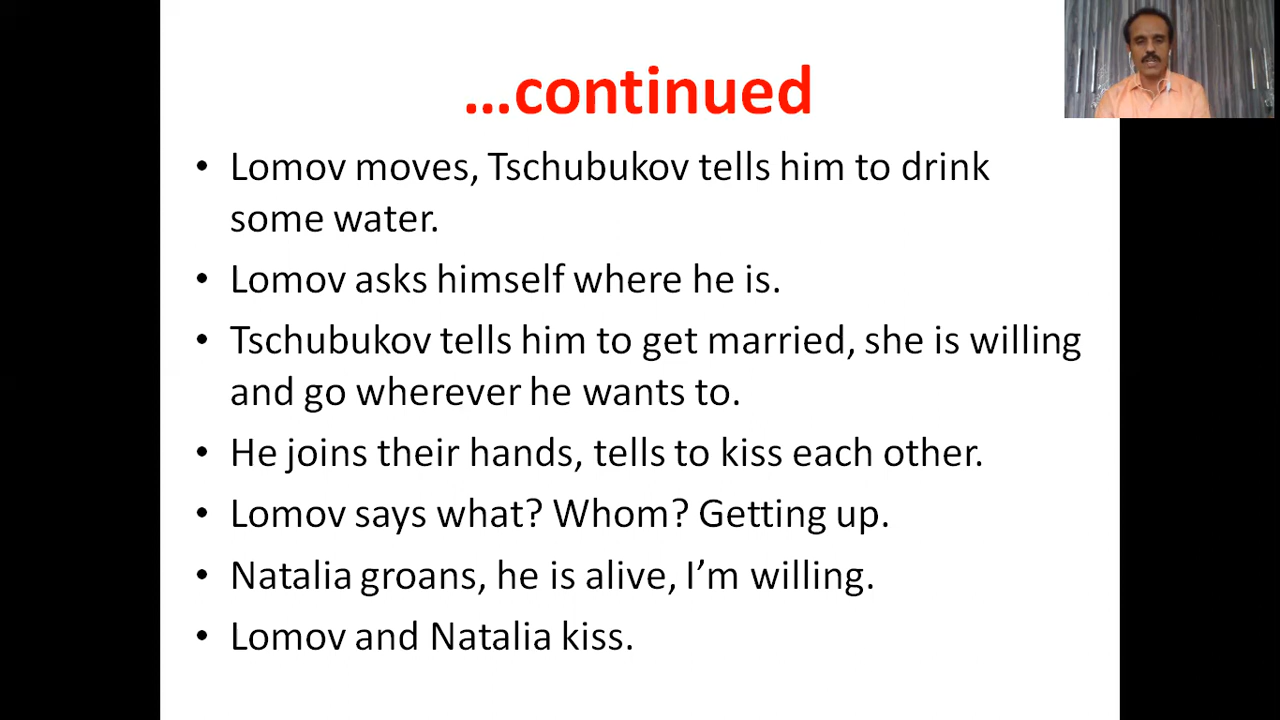 ...continued
• Lomov moves, Tschubukov tells him to drink
some water.
• Lomov asks himself where he is.
• Tschubukov tells him to get married, she is willing
and go wherever he wants to.
• He joins their hands, tells to kiss each other.
• Lomov says what? Whom? Getting up.
• Natalia groans, he is alive, I’m willing.
• Lomov and Natalia kiss.